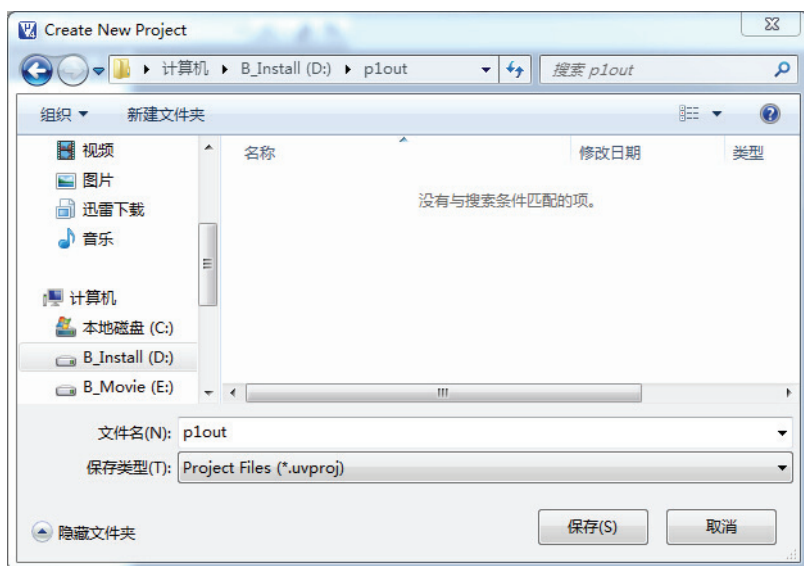 Create New Project
计算机 B_Install (D:) p1out 搜索 p1out
组织 新建文件夹
视频 名称 修改日期 类型
图片
没有与搜索条件匹配的项。
迅雷下载
音乐
计算机
本地磁盘 (C:)
B_Install (D:)
B_Movie (E:)
文件名(N): p1out
保存类型(T): Project Files (*.uvproj)
隐藏文件夹 保存(S) 取消